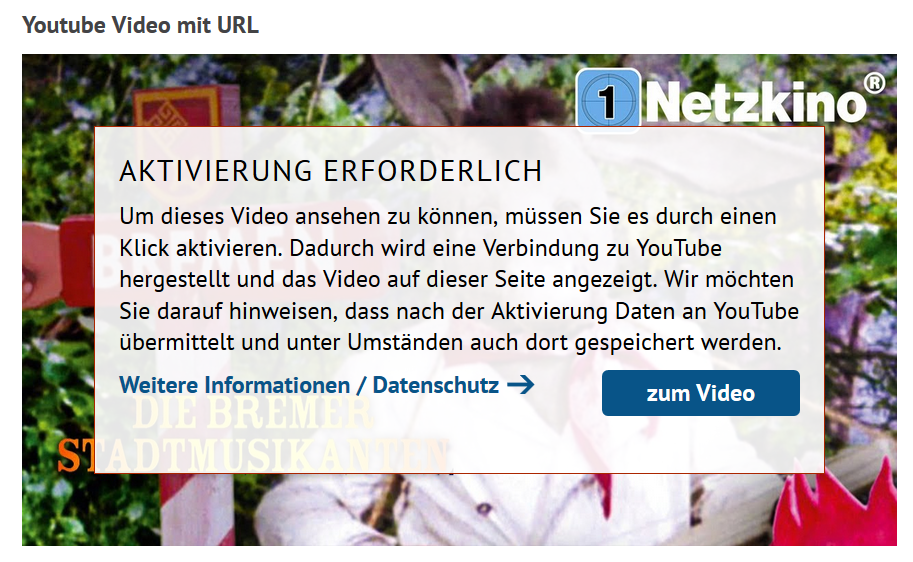 Youtube Video mit URL
1 Netzkino®
AKTIVIERUNG ERFORDERLICH
Um dieses Video ansehen zu können, müssen Sie es durch einen
Klick aktivieren. Dadurch wird eine Verbindung zu YouTube
BREMEN
hergestellt und das Video auf dieser Seite angezeigt. Wir möchten
Sie darauf hinweisen, dass nach der Aktivierung Daten an YouTube
übermittelt und unter Umständen auch dort gespeichert werden.
Weitere Informationen / Datenschutz →
zum Video
DIE BREMER
STADTMUSIKANTEN